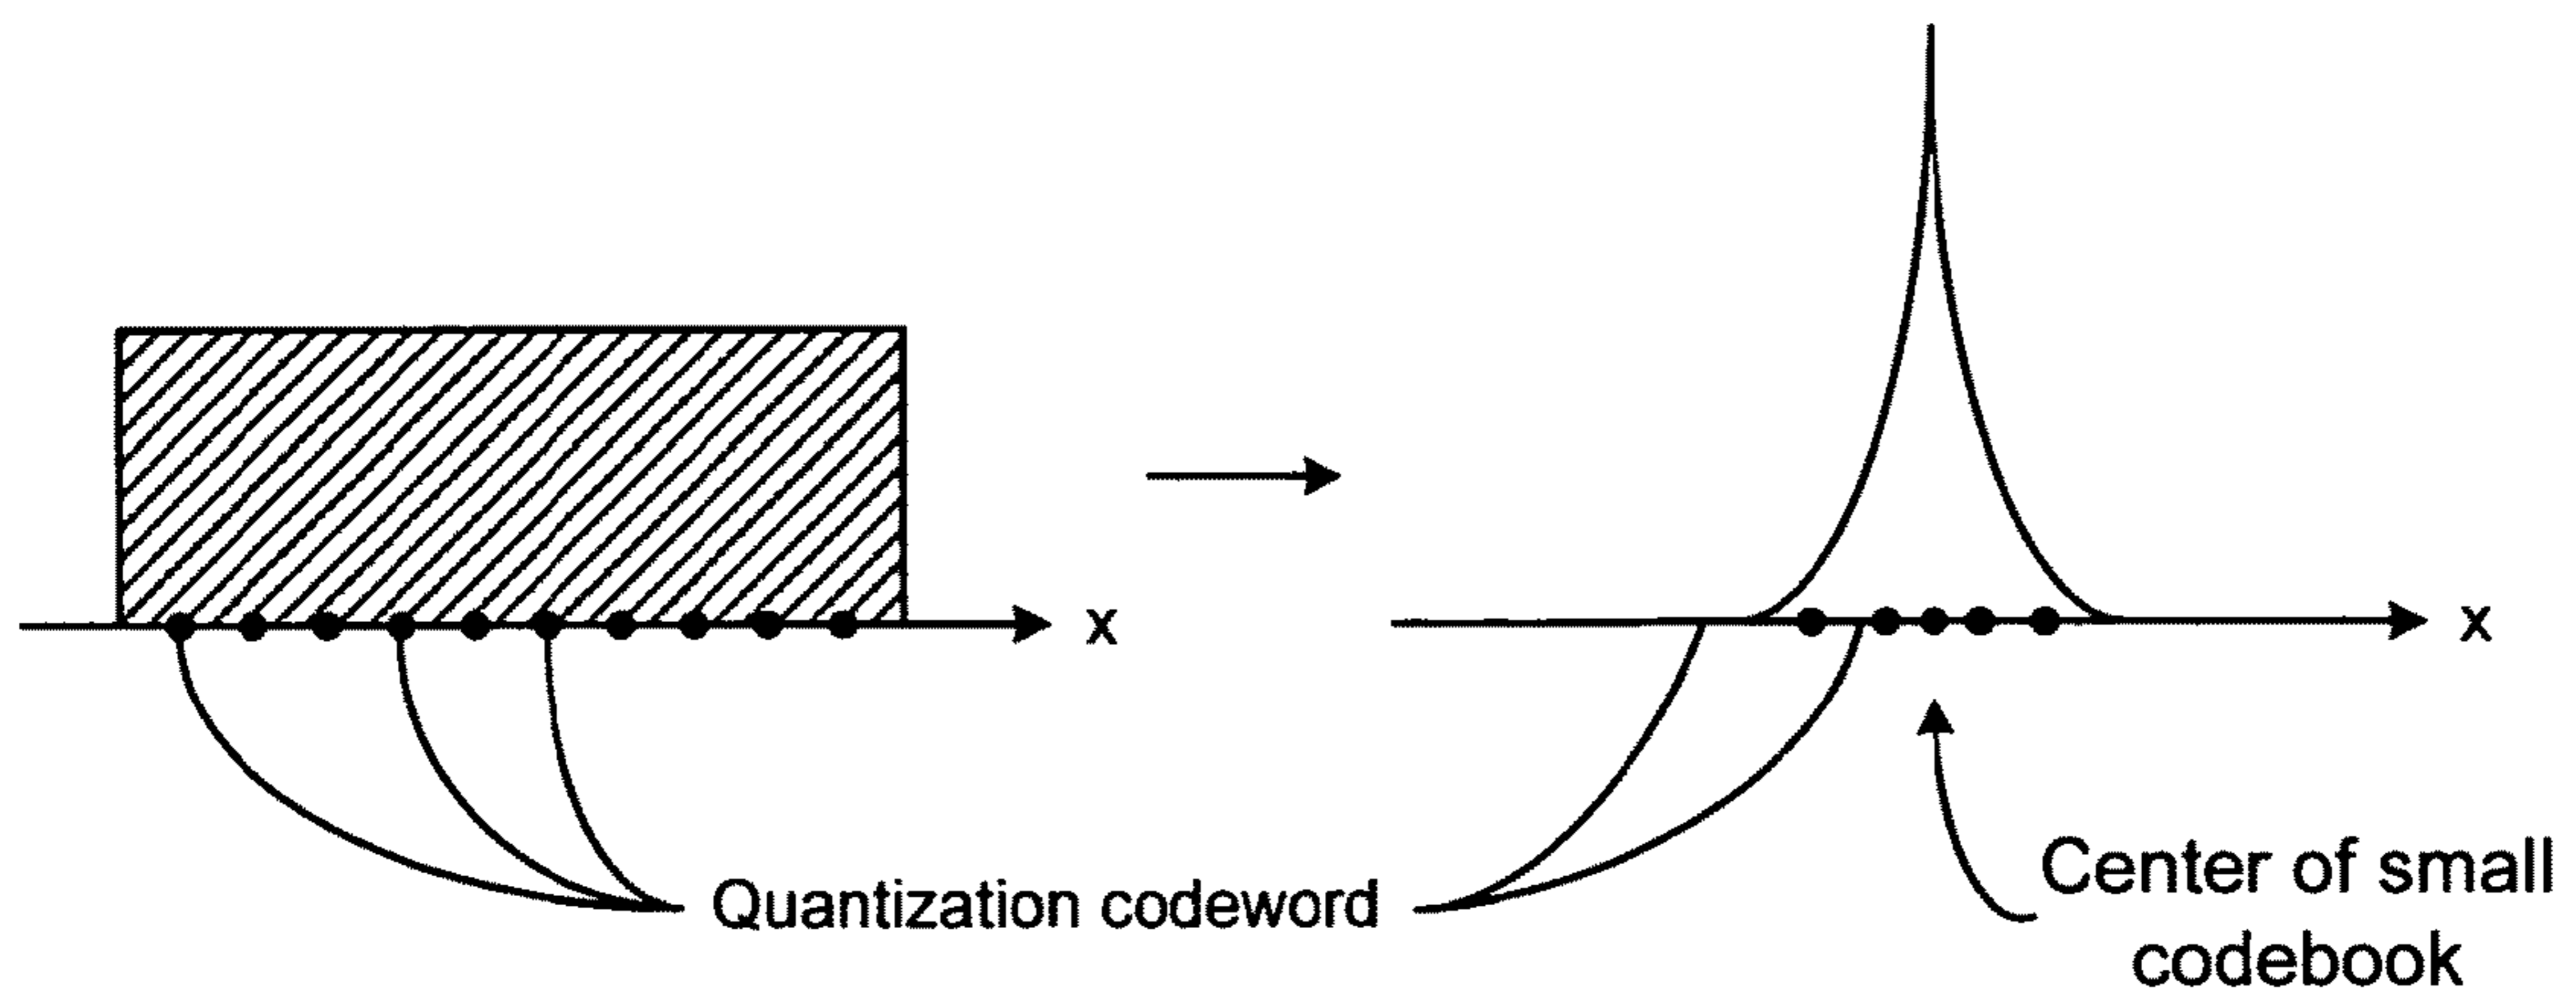 x
x
Quantization codeword
Center of small
codebook